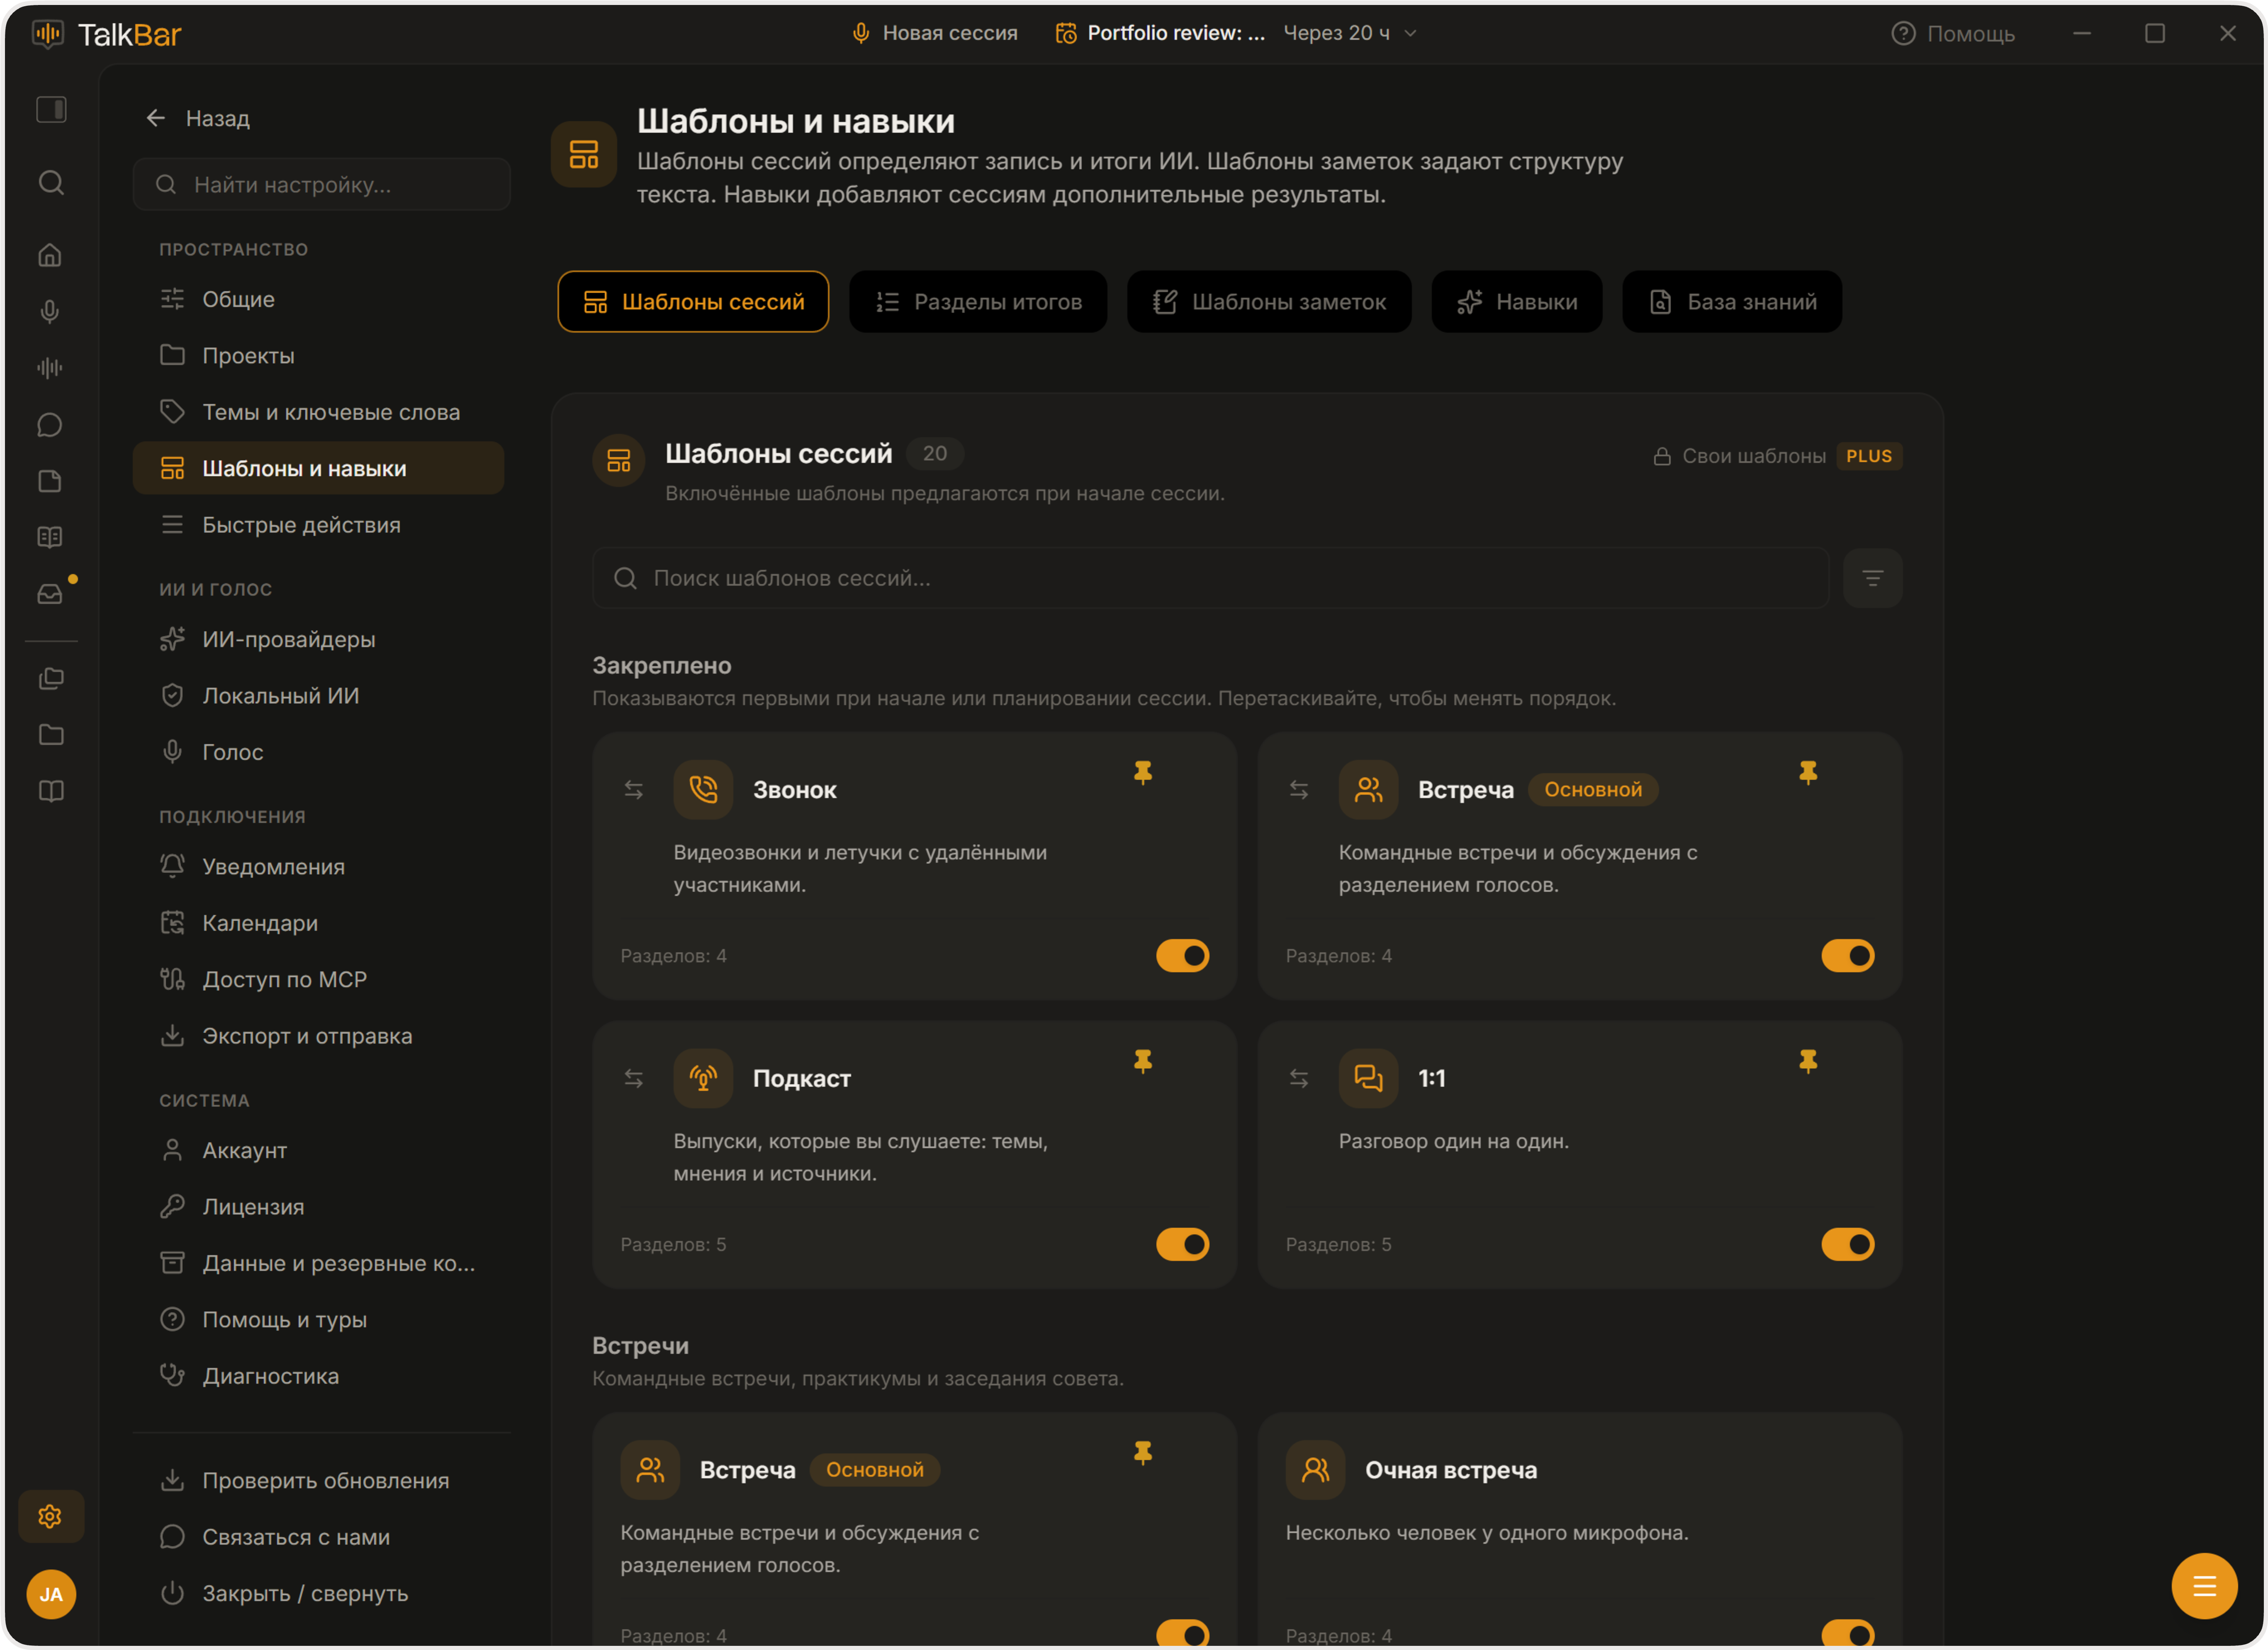 TalkBar
Новая сессия
Portfolio review: ... Через 20 ч
Помощь
Назад
Найти настройку...
ПРОСТРАНСТВО
Общие
Проекты
Темы и ключевые слова
Шаблоны и навыки
Быстрые действия
ИИ И ГОЛОС
ИИ-провайдеры
Локальный ИИ
Голос
ПОДКЛЮЧЕНИЯ
Уведомления
Календари
Доступ по MCP
Экспорт и отправка
СИСТЕМА
Аккаунт
Лицензия
Данные и резервные ко...
Помощь и туры
Диагностика
Проверить обновления
Связаться с нами
Закрыть / свернуть
JA
Шаблоны и навыки
Шаблоны сессий определяют запись и итоги ИИ. Шаблоны заметок задают структуру
текста. Навыки добавляют сессиям дополнительные результаты.
Шаблоны сессий
Разделы итогов
Шаблоны заметок
Навыки
База знаний
Шаблоны сессий 20
Свои шаблоны PLUS
Включённые шаблоны предлагаются при начале сессии.
Поиск шаблонов сессий...
Закреплено
Показываются первыми при начале или планировании сессии. Перетаскивайте, чтобы менять порядок.
Звонок
Видеозвонки и летучки с удалёнными
участниками.
Разделов: 4
Встреча Основной
Командные встречи и обсуждения с
разделением голосов.
Разделов: 4
Подкаст
Выпуски, которые вы слушаете: темы,
мнения и источники.
Разделов: 5
1:1
Разговор один на один.
Разделов: 5
Встречи
Командные встречи, практикумы и заседания совета.
Встреча Основной
Командные встречи и обсуждения с
разделением голосов.
Разделов: 4
Очная встреча
Несколько человек у одного микрофона.
Разделов: 4